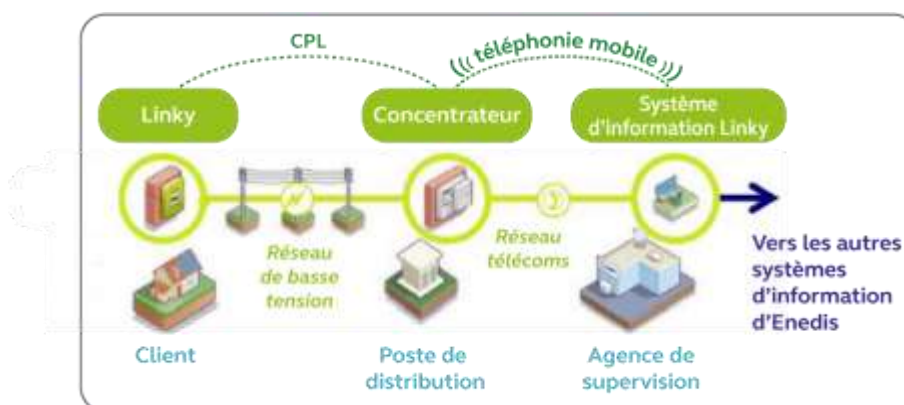 CPL
((( téléphonie mobile )))
Linky
Concentrateur
Système
d'information Linky
Réseau
de basse
tension
Réseau
télécoms
Vers les autres
systèmes
d'information
d'Enedis
Client
Poste de
distribution
Agence de
supervision